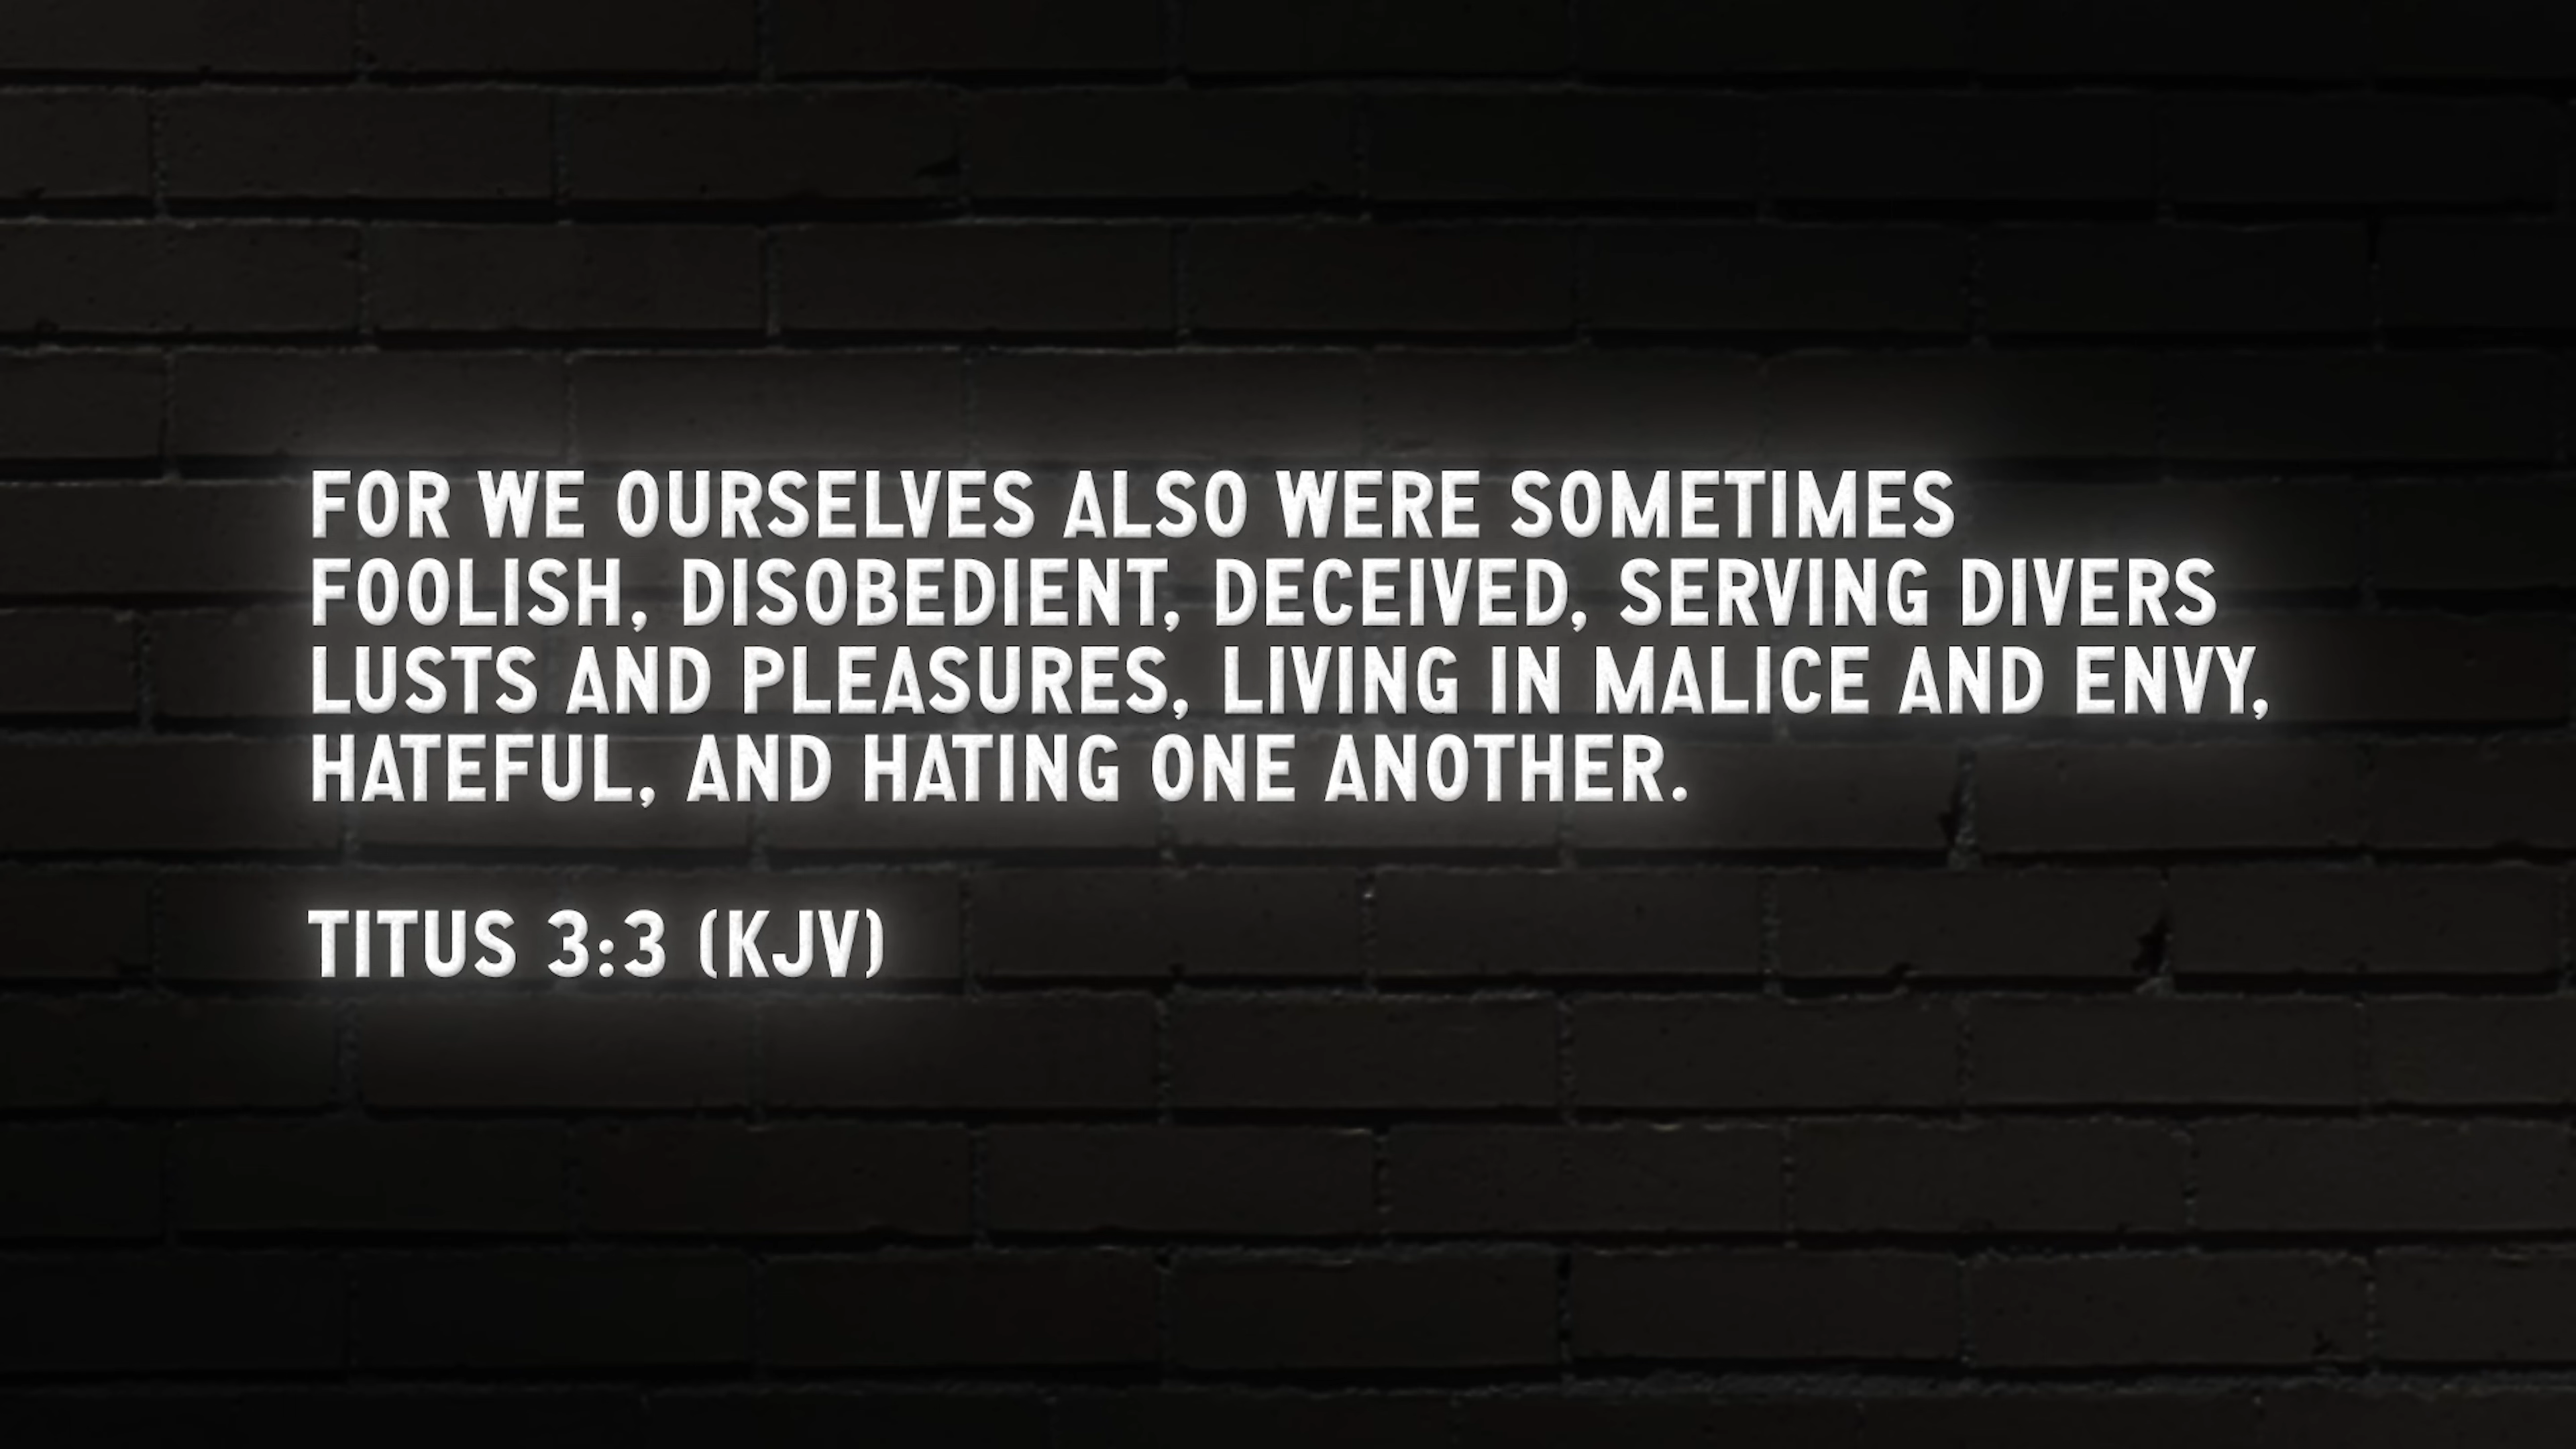 FOR WE OURSELVES ALSO WERE SOMETIMES
FOOLISH, DISOBEDIENT, DECEIVED, SERVING DIVERS
LUSTS AND PLEASURES, LIVING IN MALICE AND ENVY,
HATEFUL, AND HATING ONE ANOTHER.
TITUS 3:3 (KJV)